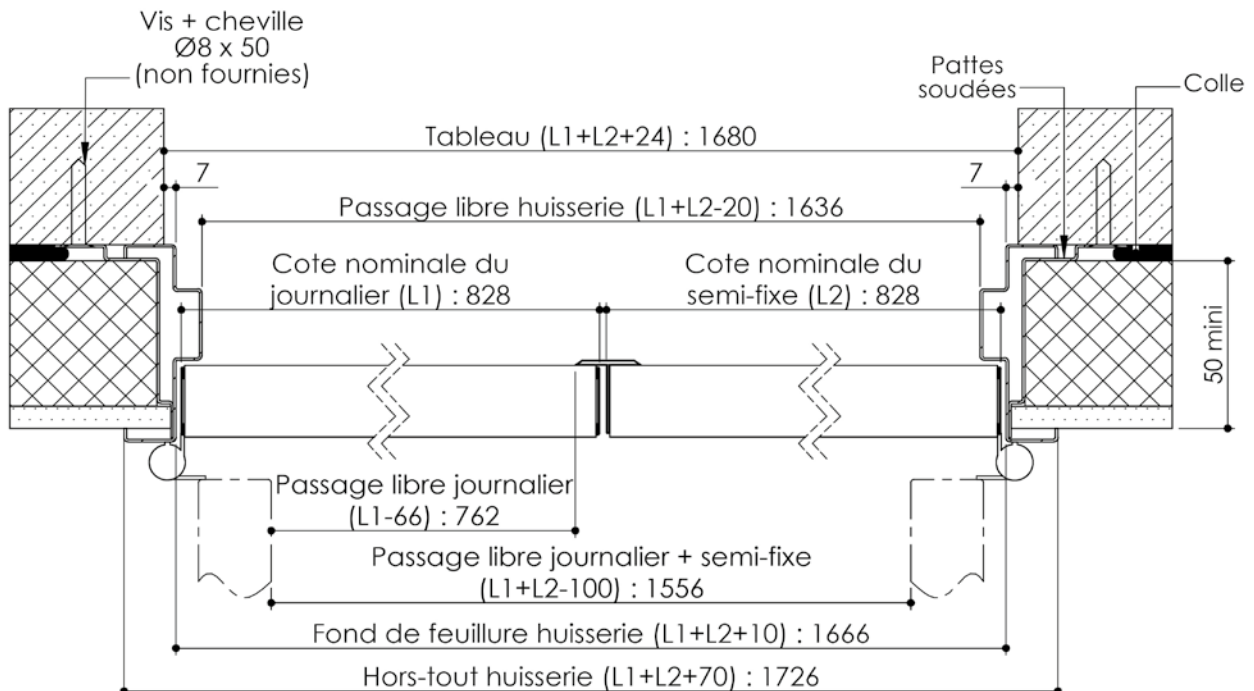 Vis + cheville
Ø8 x 50
(non fournies)
Pattes
soudées
Colle
Tableau (L1+L2+24) : 1680
7
7
Passage libre huisserie (L1+L2-20) : 1636
Cote nominale du
journalier (L1) : 828
Cote nominale du
semi-fixe (L2) : 828
50 mini
Passage libre journalier
(L1-66) : 762
Passage libre journalier + semi-fixe
(L1+L2-100) : 1556
Fond de feuillure huisserie (L1+L2+10) : 1666
Hors-tout huisserie (L1+L2+70) : 1726